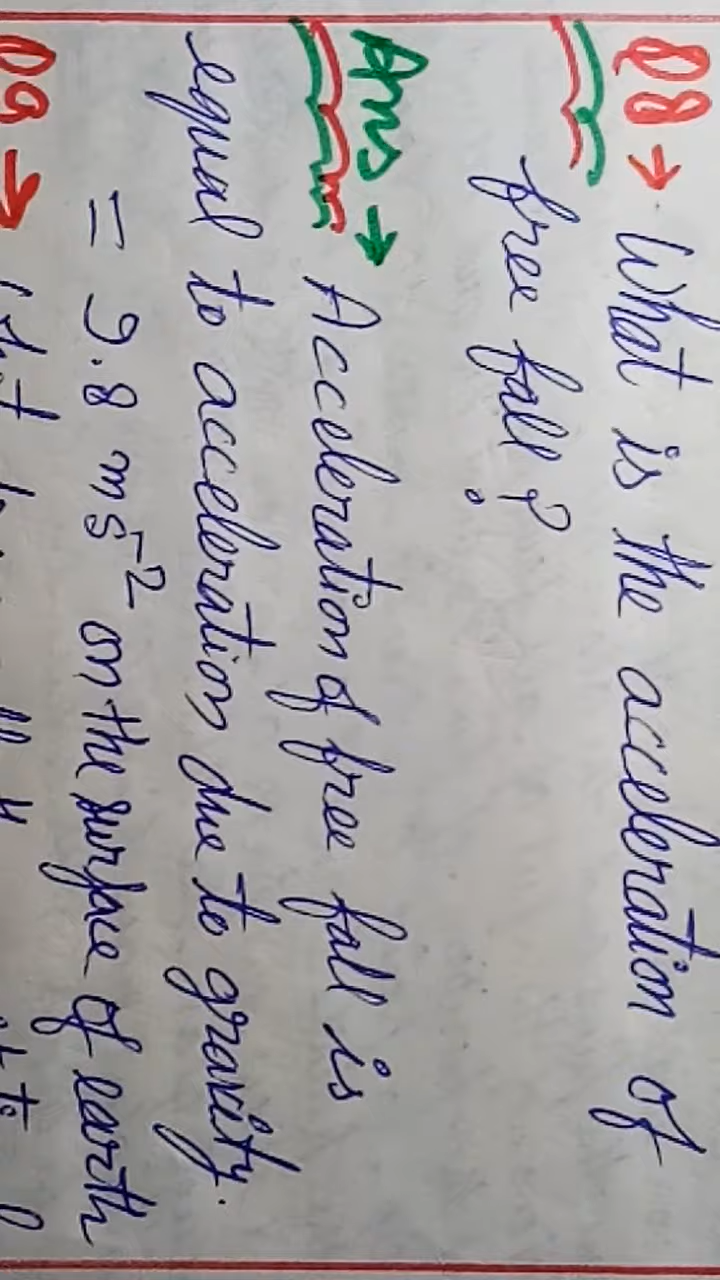 Q8 → What is the acceleration of
free fall?
Ans → Acceleration of free fall is
equal to acceleration due to gravity.
= 9.8 ms⁻² on the surface of earth
Q9 →